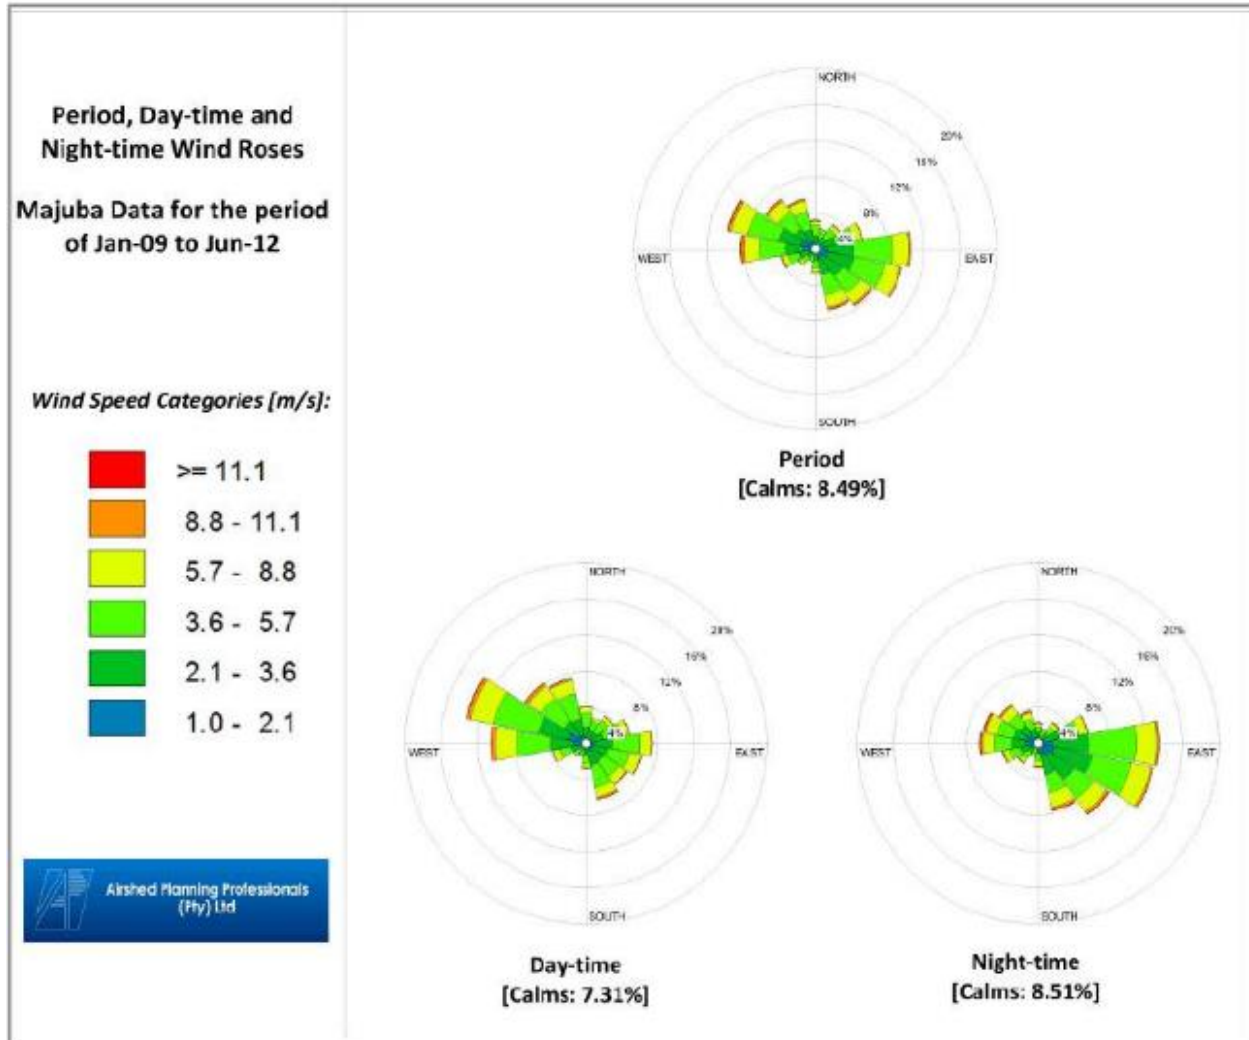 Period, Day-time and
Night-time Wind Roses
Majuba Data for the period
of Jan-09 to Jun-12
Wind Speed Categories [m/s]:
>= 11.1
8.8 - 11.1
5.7 - 8.8
3.6 - 5.7
2.1 - 3.6
1.0 - 2.1
Airshed Planning Professionals
(Pty) Ltd
NORTH
20%
16%
12%
8%
4%
WEST
EAST
SOUTH
Period
[Calms: 8.49%]
NORTH
20%
16%
12%
8%
4%
WEST
EAST
SOUTH
Day-time
[Calms: 7.31%]
NORTH
20%
16%
12%
8%
4%
WEST
EAST
SOUTH
Night-time
[Calms: 8.51%]